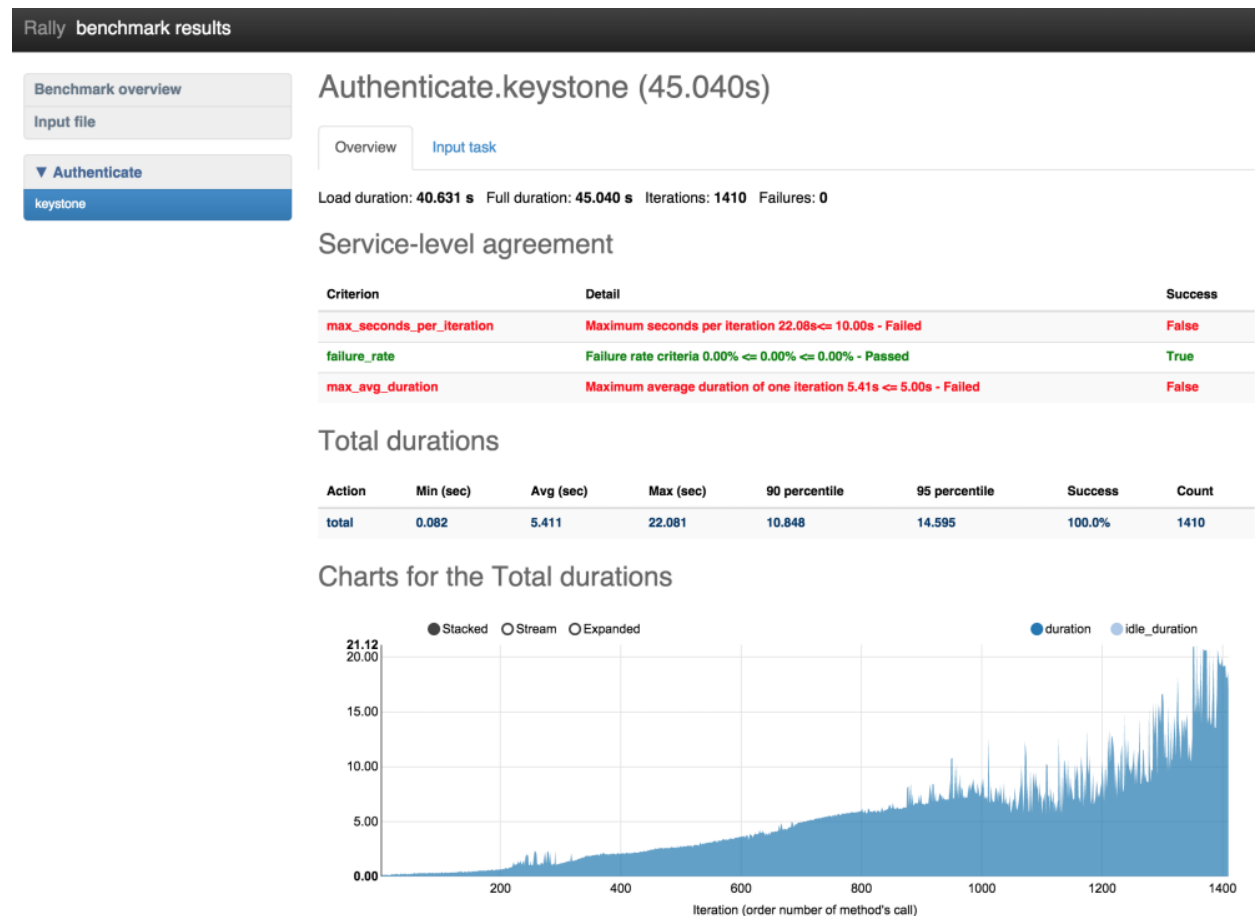 Rally benchmark results
Benchmark overview
Input file
▼ Authenticate
keystone
Authenticate.keystone (45.040s)
Overview Input task
Load duration: 40.631 s Full duration: 45.040 s Iterations: 1410 Failures: 0
Service-level agreement
Criterion Detail Success
max_seconds_per_iteration Maximum seconds per iteration 22.08s<= 10.00s - Failed False
failure_rate Failure rate criteria 0.00% <= 0.00% <= 0.00% - Passed True
max_avg_duration Maximum average duration of one iteration 5.41s <= 5.00s - Failed False
Total durations
Action Min (sec) Avg (sec) Max (sec) 90 percentile 95 percentile Success Count
total 0.082 5.411 22.081 10.848 14.595 100.0% 1410
Charts for the Total durations
Stacked Stream Expanded duration idle_duration
21.12
20.00
15.00
10.00
5.00
0.00
200 400 600 800 1000 1200 1400
Iteration (order number of method's call)